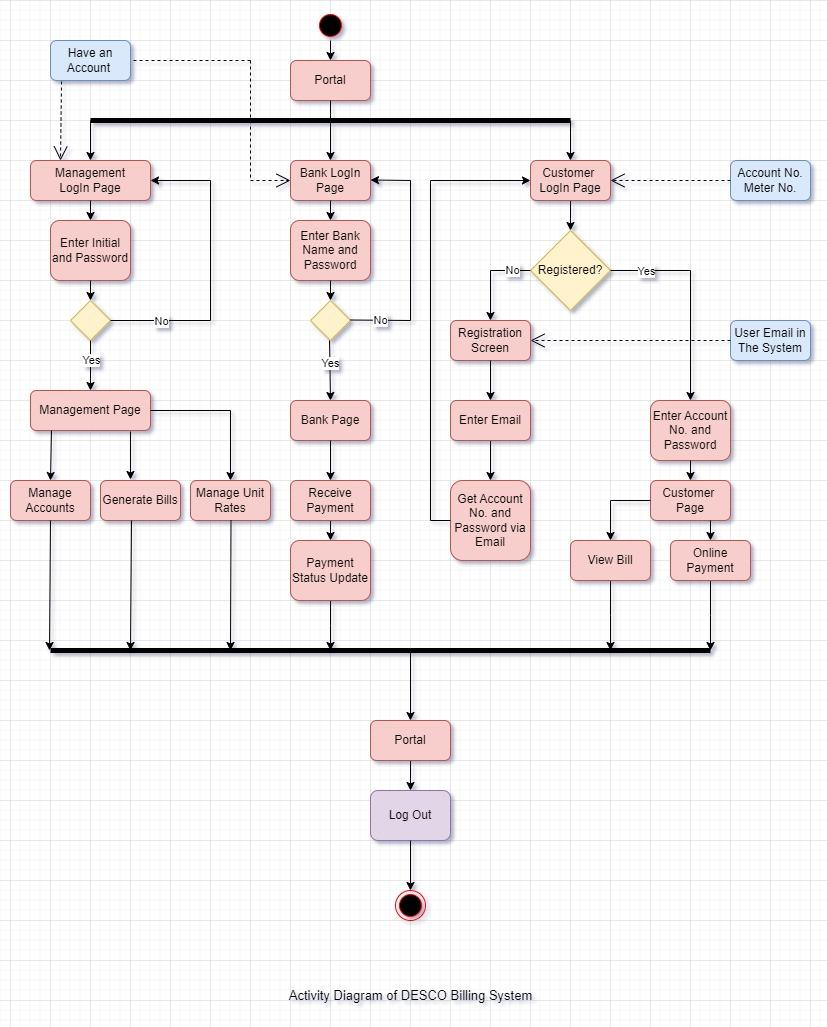 Have an
Account
Portal
Management
LogIn Page
Bank LogIn
Page
Customer
LogIn Page
Account No.
Meter No.
Enter Initial
and Password
Enter Bank
Name and
Password
Registered?
No
Yes
No
No
Registration
Screen
User Email in
The System
Yes
Yes
Management Page
Bank Page
Enter Email
Enter Account
No. and
Password
Manage
Accounts
Generate Bills
Manage Unit
Rates
Receive
Payment
Get Account
No. and
Password via
Email
Customer
Page
Payment
Status Update
View Bill
Online
Payment
Portal
Log Out
Activity Diagram of DESCO Billing System